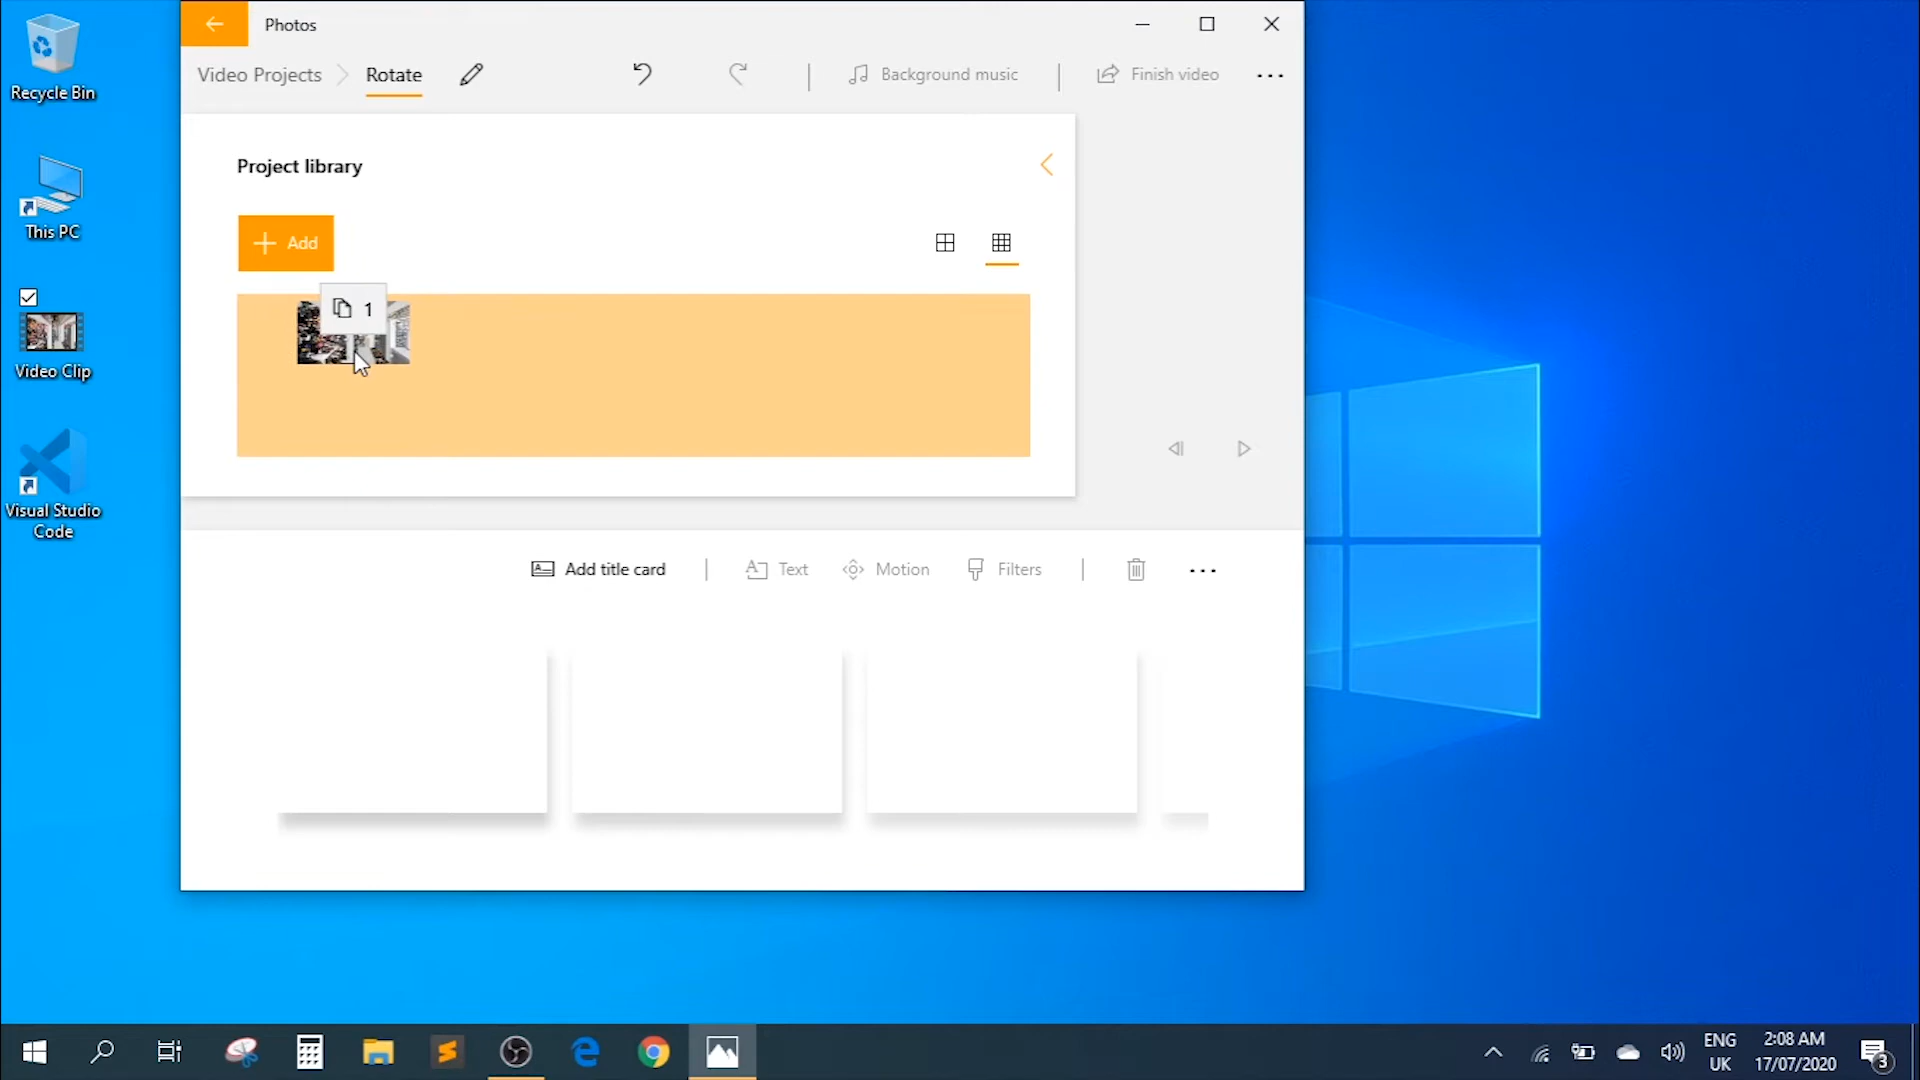 Recycle Bin
This PC
Video Clip
Visual Studio
Code
Photos
Video Projects
Rotate
Background music
Finish video
Project library
Add
1
Add title card
Text
Motion
Filters
ENG
UK
2:08 AM
17/07/2020
3